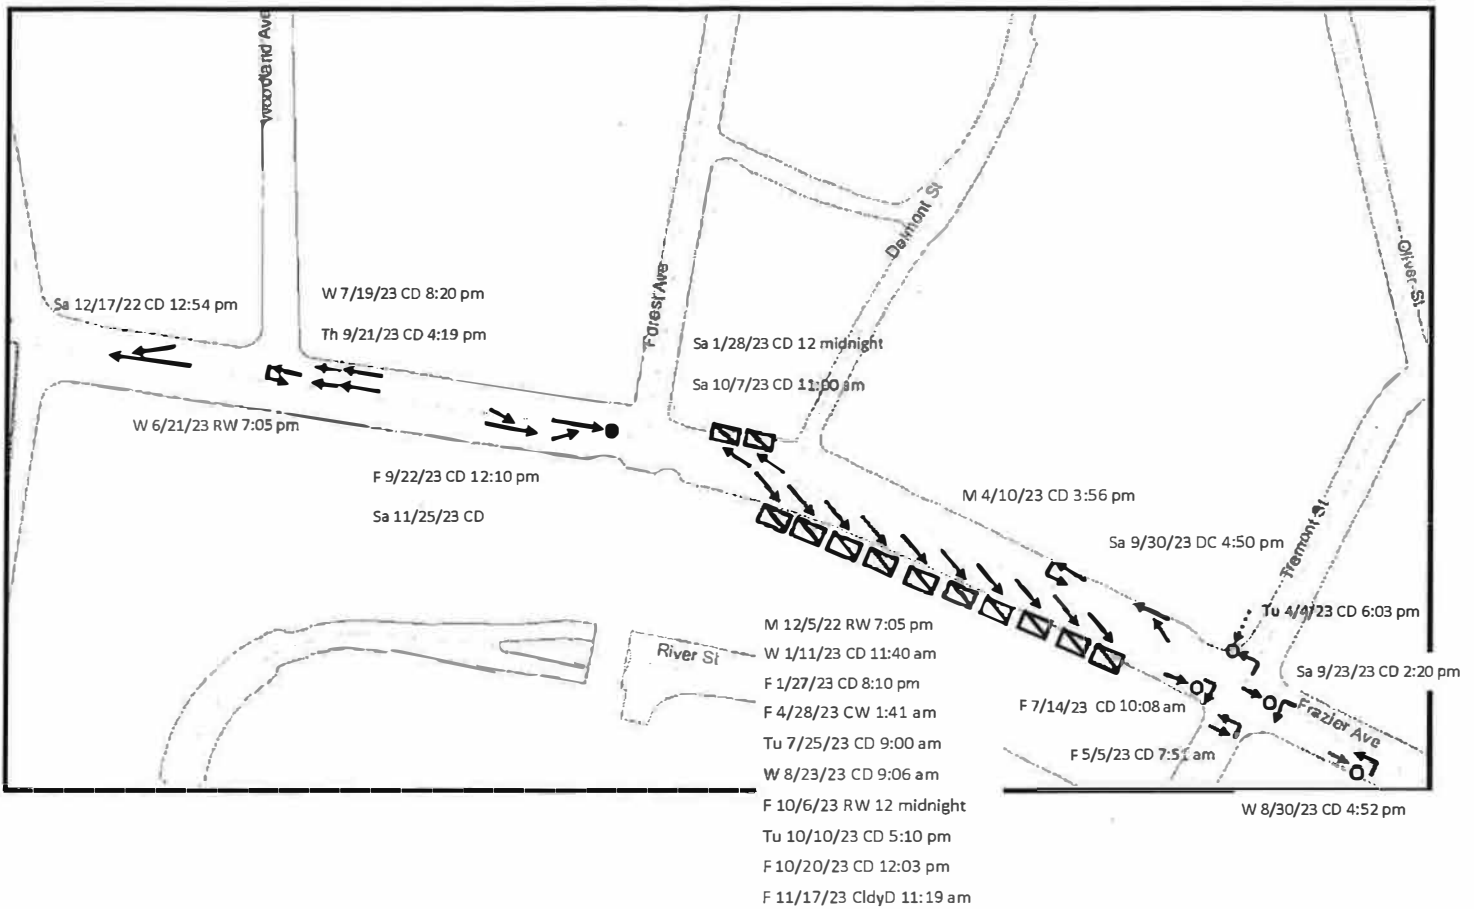 Woodland Ave
Sa 12/17/22 CD 12:54 pm
W 7/19/23 CD 8:20 pm
Th 9/21/23 CD 4:19 pm
W 6/21/23 RW 7:05 pm
Forest Ave
Delmont St
Oliver St
Sa 1/28/23 CD 12 midnight
Sa 10/7/23 CD 11:00 am
F 9/22/23 CD 12:10 pm
Sa 11/25/23 CD
M 4/10/23 CD 3:56 pm
Sa 9/30/23 DC 4:50 pm
Tremont St
Tu 4/4/23 CD 6:03 pm
Sa 9/23/23 CD 2:20 pm
River St
F 7/14/23 CD 10:08 am
Frazier Ave
F 5/5/23 CD 7:51 am
W 8/30/23 CD 4:52 pm
M 12/5/22 RW 7:05 pm
W 1/11/23 CD 11:40 am
F 1/27/23 CD 8:10 pm
F 4/28/23 CW 1:41 am
Tu 7/25/23 CD 9:00 am
W 8/23/23 CD 9:06 am
F 10/6/23 RW 12 midnight
Tu 10/10/23 CD 5:10 pm
F 10/20/23 CD 12:03 pm
F 11/17/23 CldyD 11:19 am